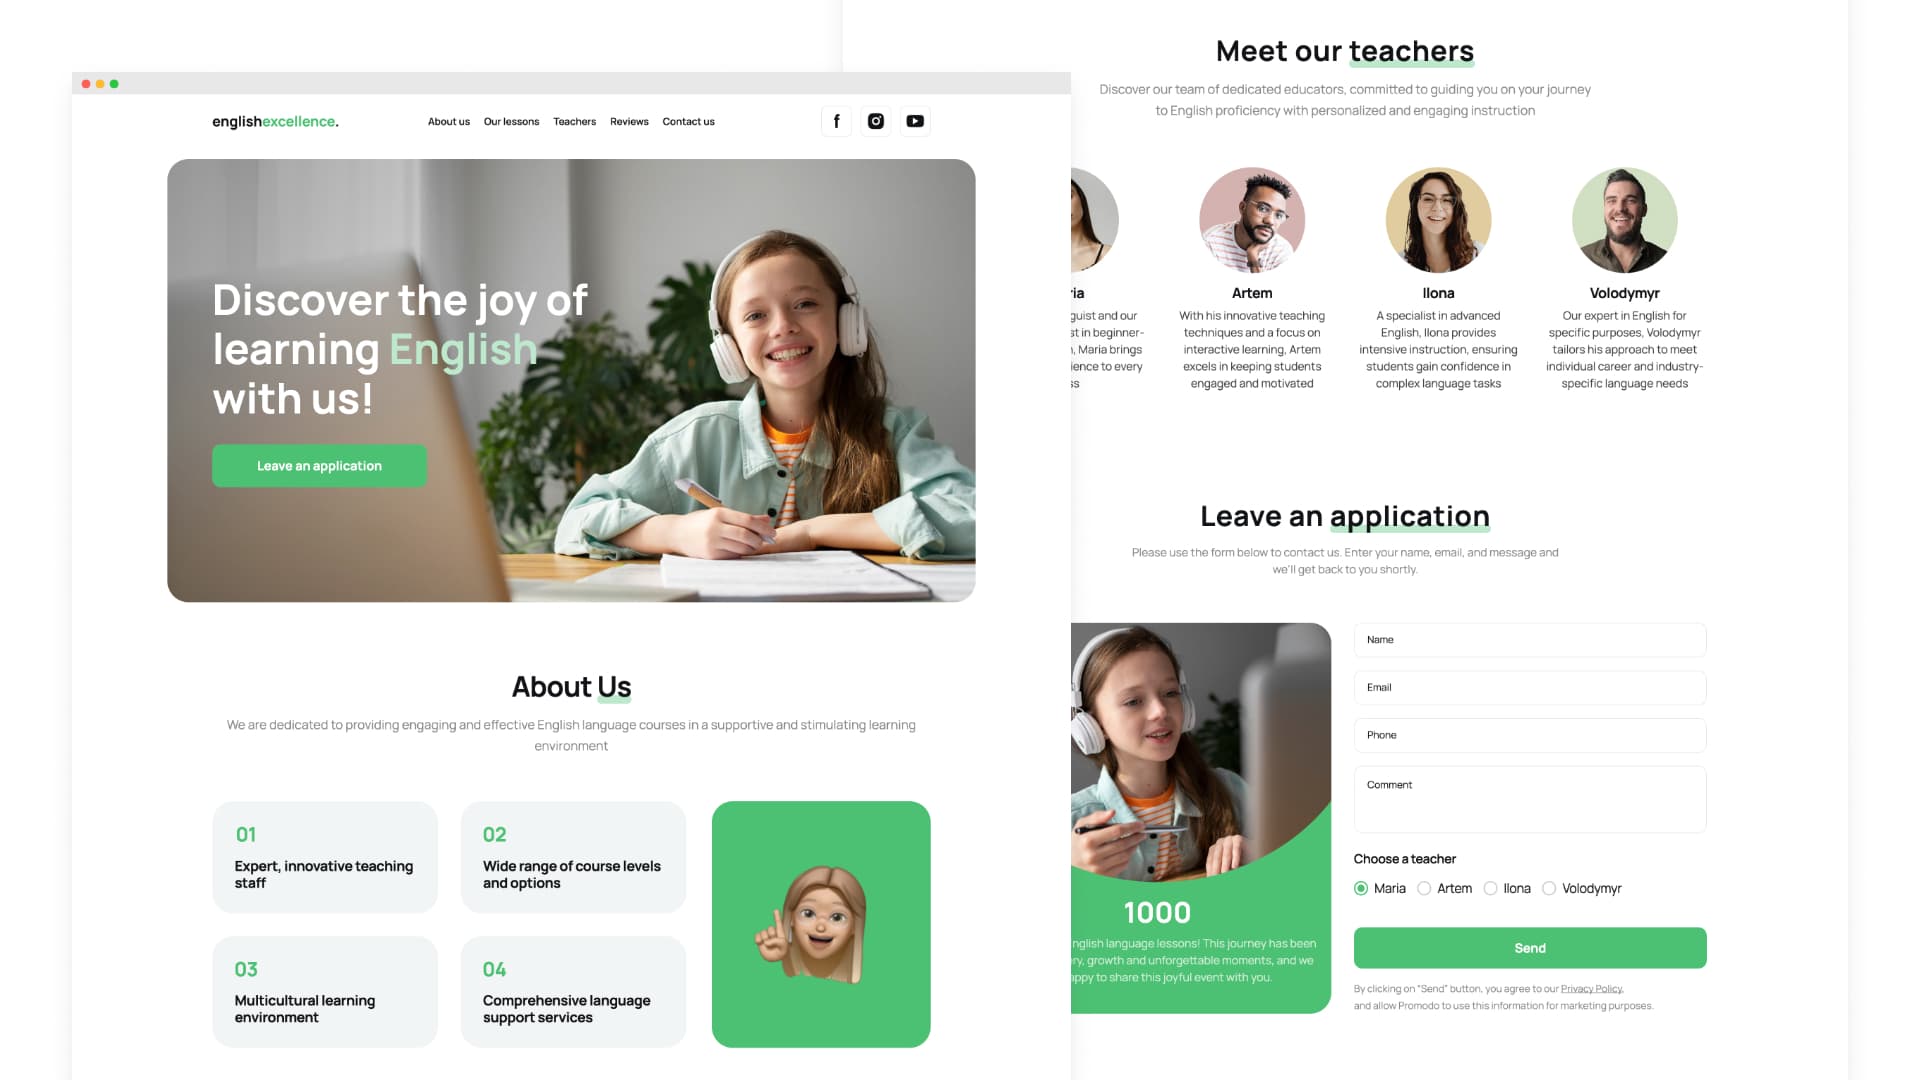 englishexcellence.
About us
Our lessons
Teachers
Reviews
Contact us
Discover the joy of
learning English
with us!
Leave an application
About Us
We are dedicated to providing engaging and effective English language courses in a supportive and stimulating learning
environment
01
Expert, innovative teaching
staff
02
Wide range of course levels
and options
03
Multicultural learning
environment
04
Comprehensive language
support services
Meet our teachers
Discover our team of dedicated educators, committed to guiding you on your journey
to English proficiency with personalized and engaging instruction
ria
guist and our
st in beginner-
, Maria brings
ience to every
ss
Artem
With his innovative teaching
techniques and a focus on
interactive learning, Artem
excels in keeping students
engaged and motivated
Ilona
A specialist in advanced
English, Ilona provides
intensive instruction, ensuring
students gain confidence in
complex language tasks
Volodymyr
Our expert in English for
specific purposes, Volodymyr
tailors his approach to meet
individual career and industry-
specific language needs
Leave an application
Please use the form below to contact us. Enter your name, email, and message and
we'll get back to you shortly.
1000
nglish language lessons! This journey has been
ry, growth and unforgettable moments, and we
appy to share this joyful event with you.
Name
Email
Phone
Comment
Choose a teacher
Maria
Artem
Ilona
Volodymyr
Send
By clicking on "Send" button, you agree to our Privacy Policy,
and allow Promodo to use this information for marketing purposes.